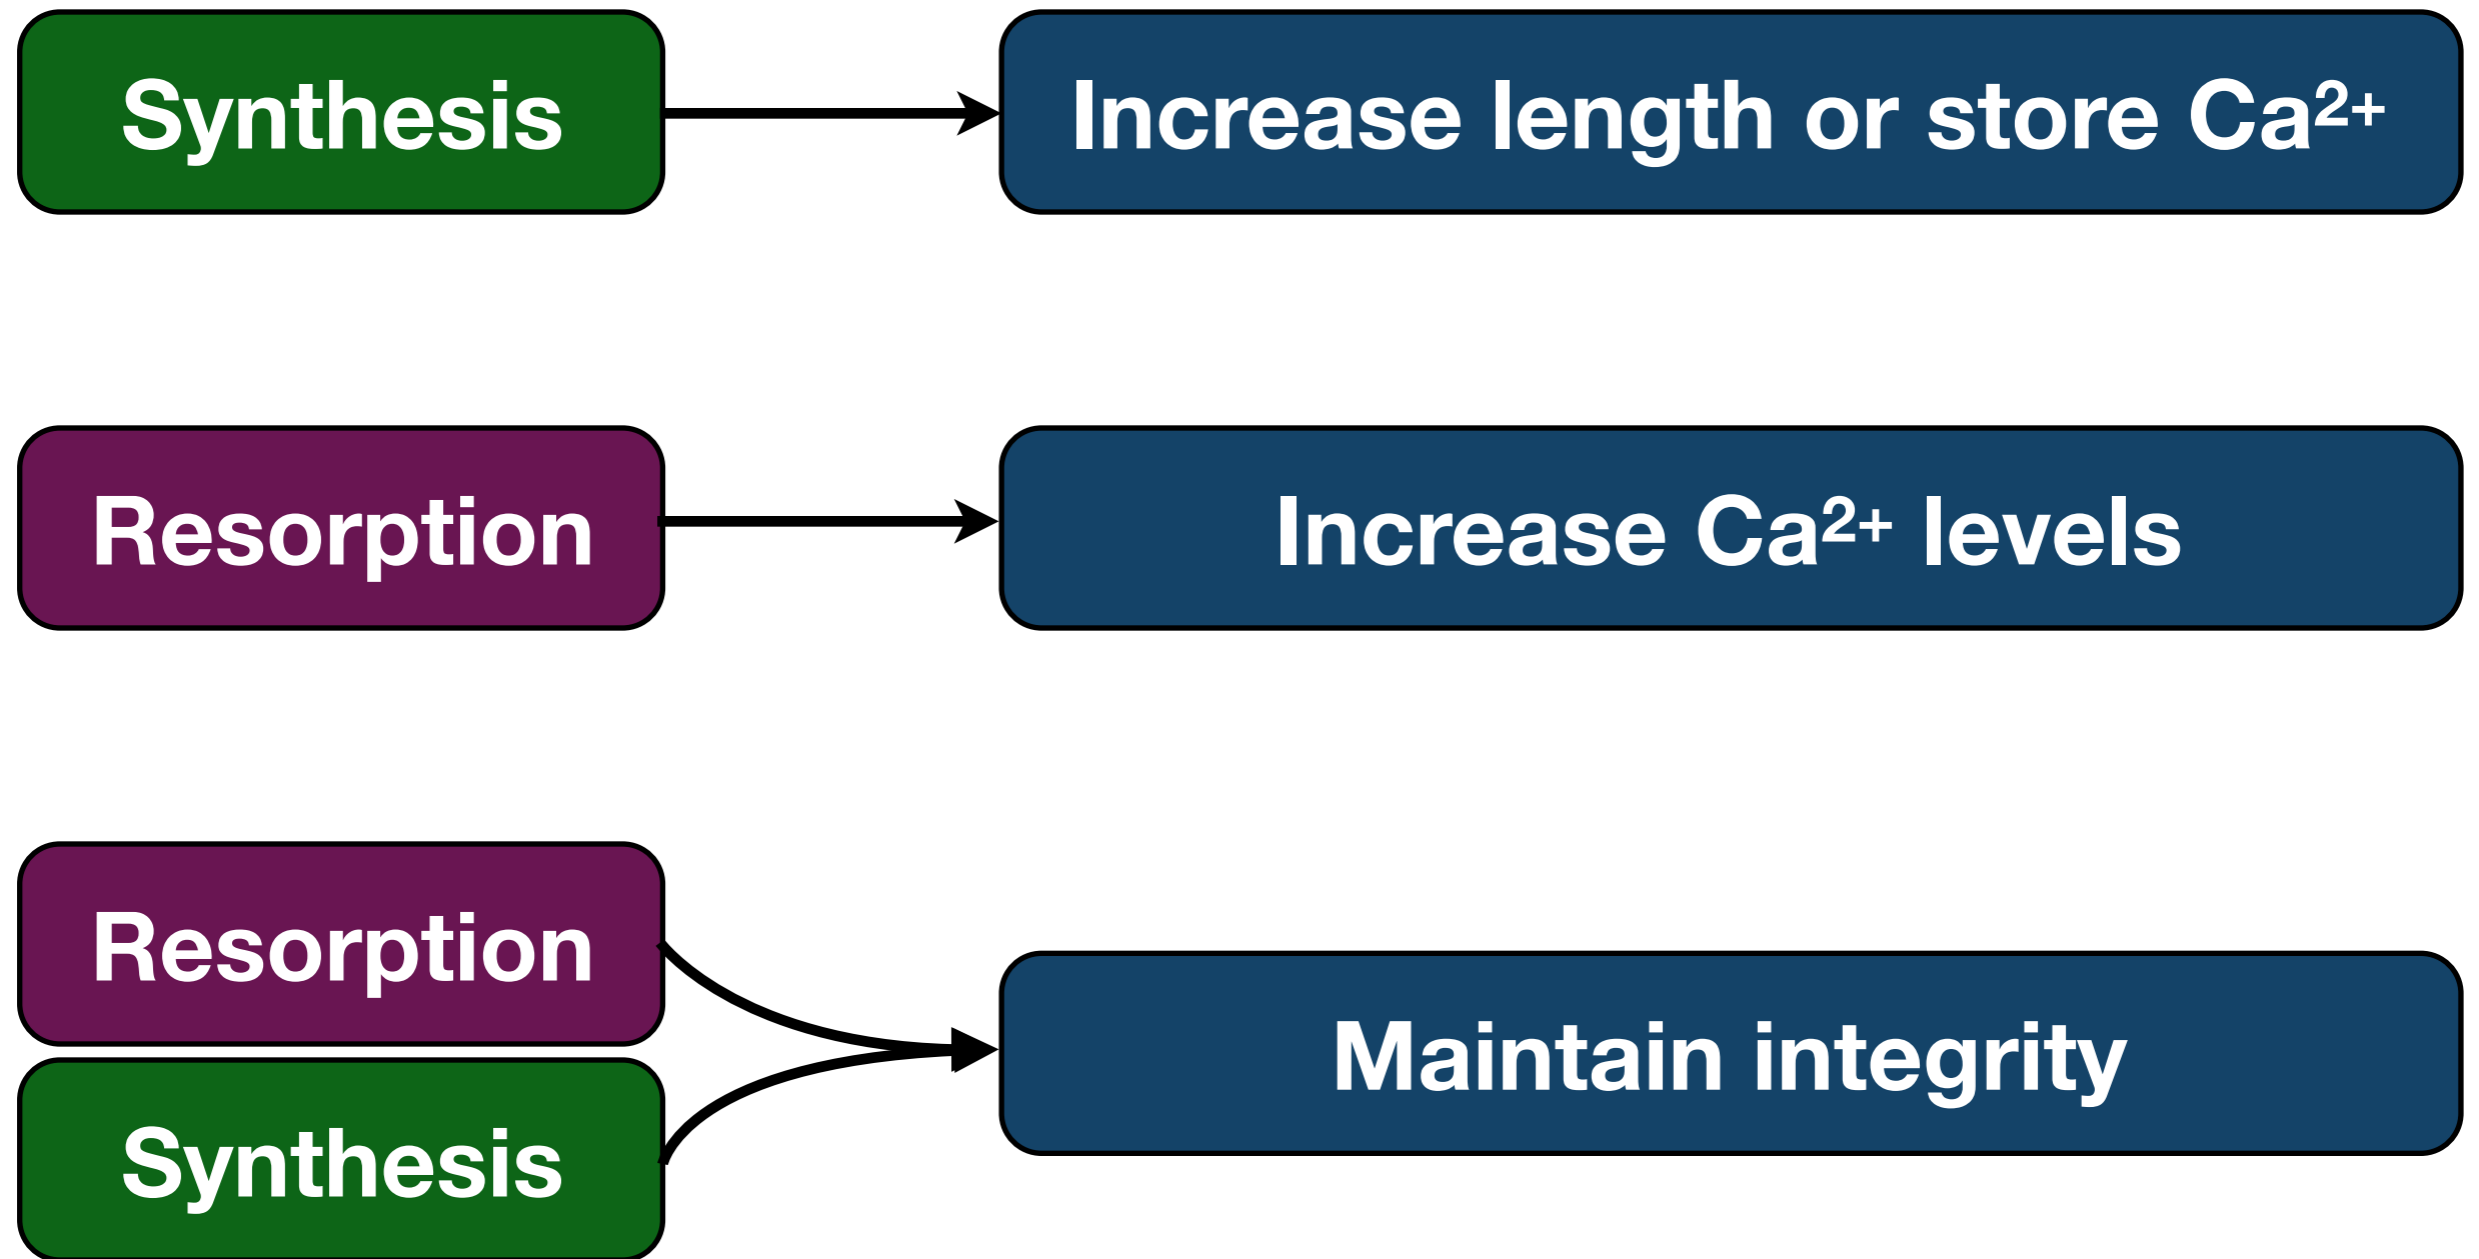 Synthesis
Increase length or store Ca²⁺
Resorption
Increase Ca²⁺ levels
Resorption
Maintain integrity
Synthesis